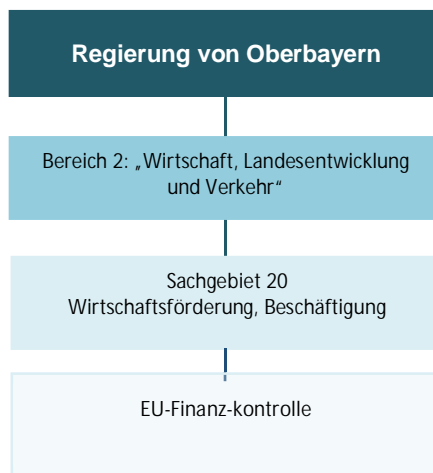 Regierung von Oberbayern
Bereich 2: „Wirtschaft, Landesentwicklung
und Verkehr“
Sachgebiet 20
Wirtschaftsförderung, Beschäftigung
EU-Finanz-kontrolle